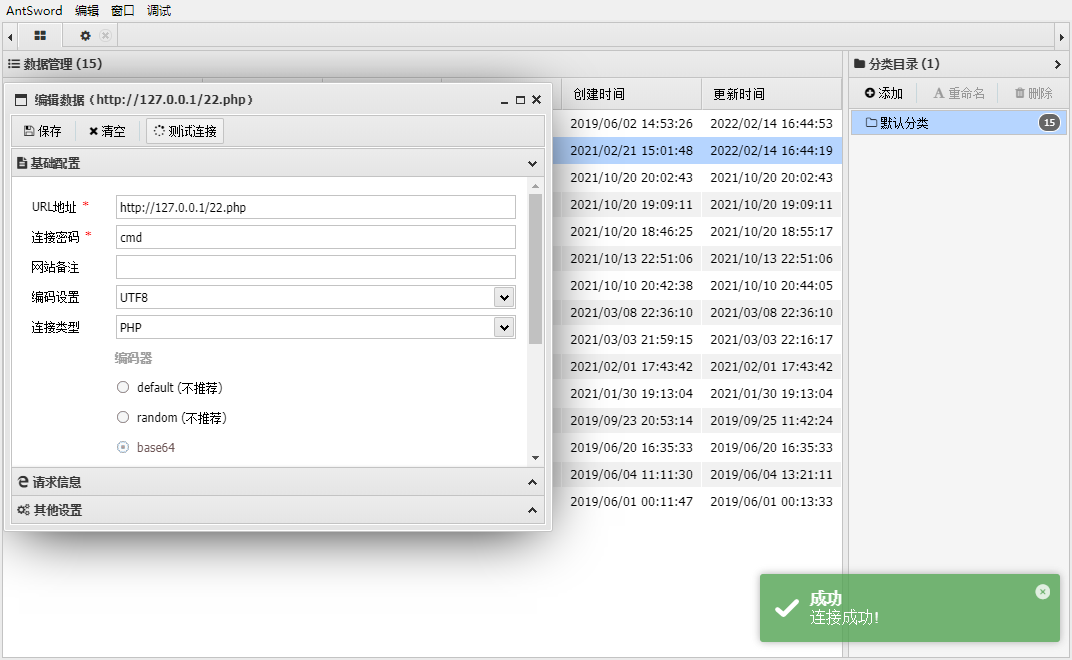 AntSword 编辑 窗口 调试
数据管理 (15)
分类目录 (1)
编辑数据 (http://127.0.0.1/22.php)
创建时间 更新时间
添加 重命名 删除
保存 清空 测试连接
默认分类 15
基础配置
URL地址 * http://127.0.0.1/22.php
连接密码 * cmd
网站备注
编码设置 UTF8
连接类型 PHP
编码器
default (不推荐)
random (不推荐)
base64
请求信息
其他设置
2019/06/02 14:53:26 2022/02/14 16:44:53
2021/02/21 15:01:48 2022/02/14 16:44:19
2021/10/20 20:02:43 2021/10/20 20:02:43
2021/10/20 19:09:11 2021/10/20 19:09:11
2021/10/20 18:46:25 2021/10/20 18:55:17
2021/10/13 22:51:06 2021/10/13 22:51:06
2021/10/10 20:42:38 2021/10/10 20:44:05
2021/03/08 22:36:10 2021/03/08 22:36:10
2021/03/03 21:59:15 2021/03/03 22:16:17
2021/02/01 17:43:42 2021/02/01 17:43:42
2021/01/30 19:13:04 2021/01/30 19:13:04
2019/09/23 20:53:14 2019/09/25 11:42:24
2019/06/20 16:35:33 2019/06/20 16:35:33
2019/06/04 11:11:30 2019/06/04 13:21:11
2019/06/01 00:11:47 2019/06/01 00:13:33
成功
连接成功!